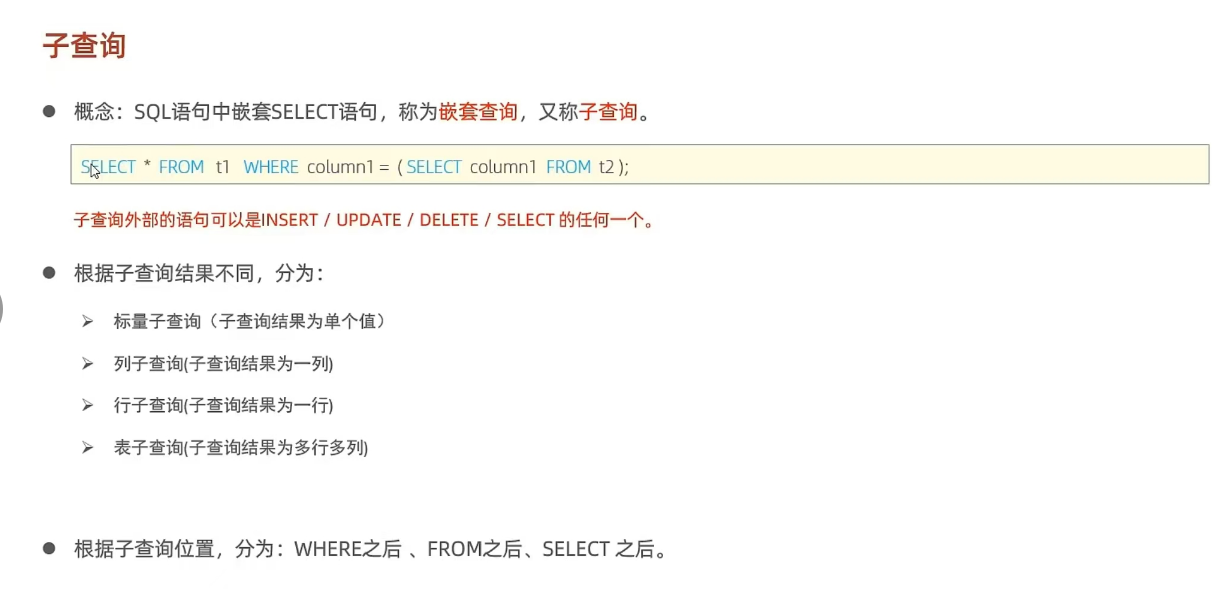 子查询
概念：SQL语句中嵌套SELECT语句，称为嵌套查询，又称子查询。
SELECT * FROM t1 WHERE column1 = ( SELECT column1 FROM t2 );
子查询外部的语句可以是INSERT / UPDATE / DELETE / SELECT 的任何一个。
根据子查询结果不同，分为：
标量子查询（子查询结果为单个值）
列子查询(子查询结果为一列)
行子查询(子查询结果为一行)
表子查询(子查询结果为多行多列)
根据子查询位置，分为：WHERE之后 、FROM之后、SELECT 之后。